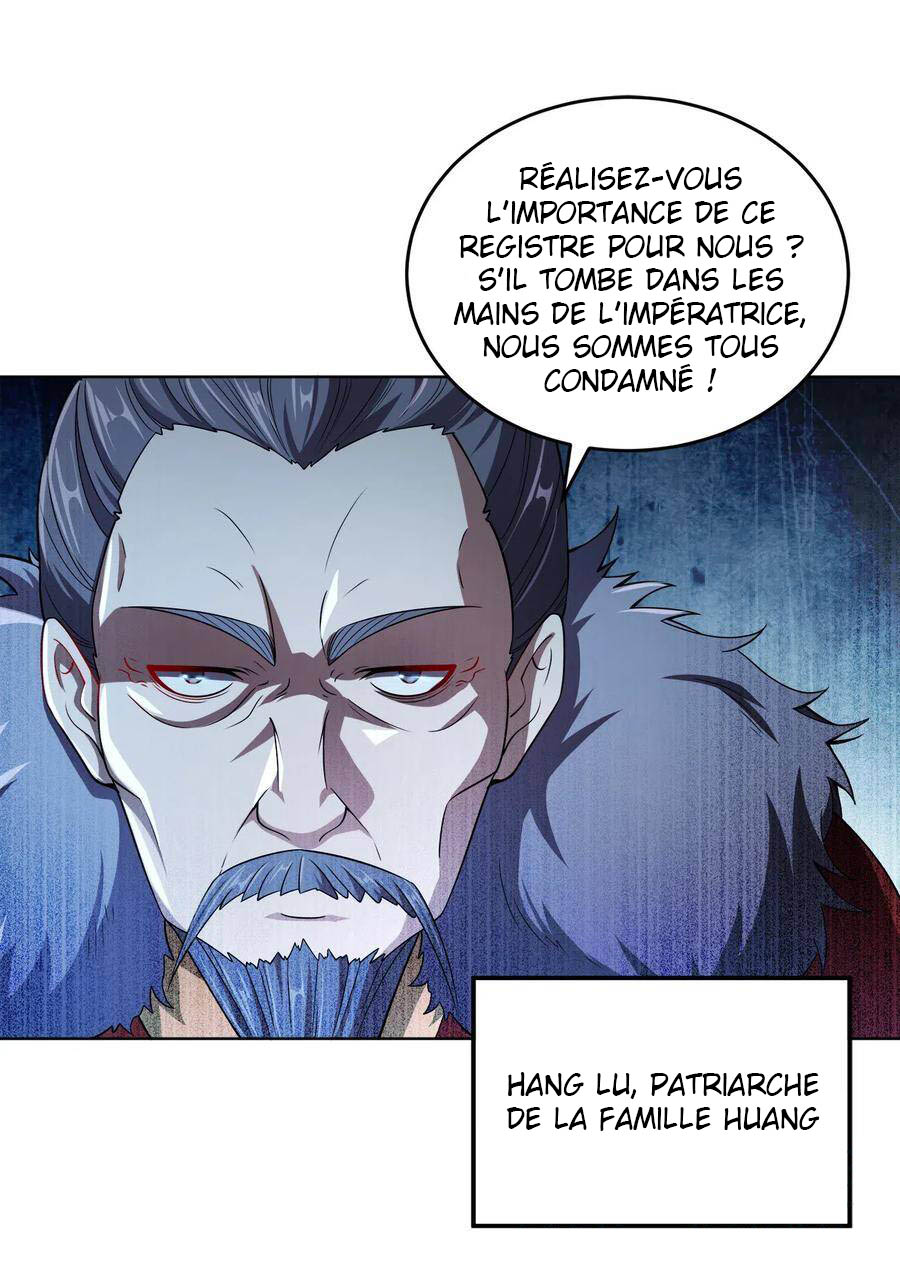 RÉALISEZ-VOUS
L'IMPORTANCE DE CE
REGISTRE POUR NOUS ?
S'IL TOMBE DANS LES
MAINS DE L'IMPÉRATRICE,
NOUS SOMMES TOUS
CONDAMNÉ !
HANG LU, PATRIARCHE
DE LA FAMILLE HUANG